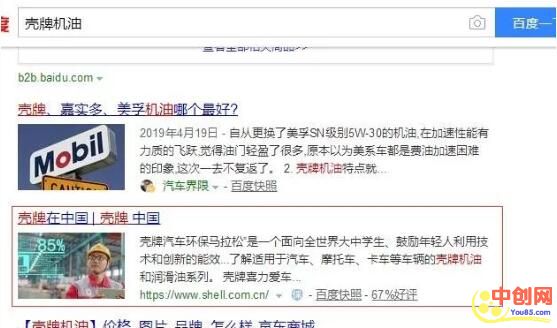 壳牌机油
百度一下
查看全部相关商品>>
b2b.baidu.com
壳牌、嘉实多、美孚机油哪个最好?
2019年4月19日 - 自从更换了美孚SN级别5W-30的机油,在加速性能有
力质的飞跃,觉得油门轻盈了很多,原本以为美系车都是费油加速困难
的印象,这次一去不复返了。 2. 壳牌机油特点就...
Mobil
CAUTION
汽车界限 - 百度快照
壳牌在中国 | 壳牌 中国
85%
壳牌汽车环保马拉松”是一个面向全世界大中学生、鼓励年轻人利用技
术和创新的能效...了解适用于汽车、摩托车、卡车等车辆的壳牌机油
和润滑油系列。 壳牌喜力爱车...
https://www.shell.com.cn/ - 百度快照 - 67%好评
【壳牌机油】价格 图片 品牌 怎么样 京东商城
中创网
You85.com